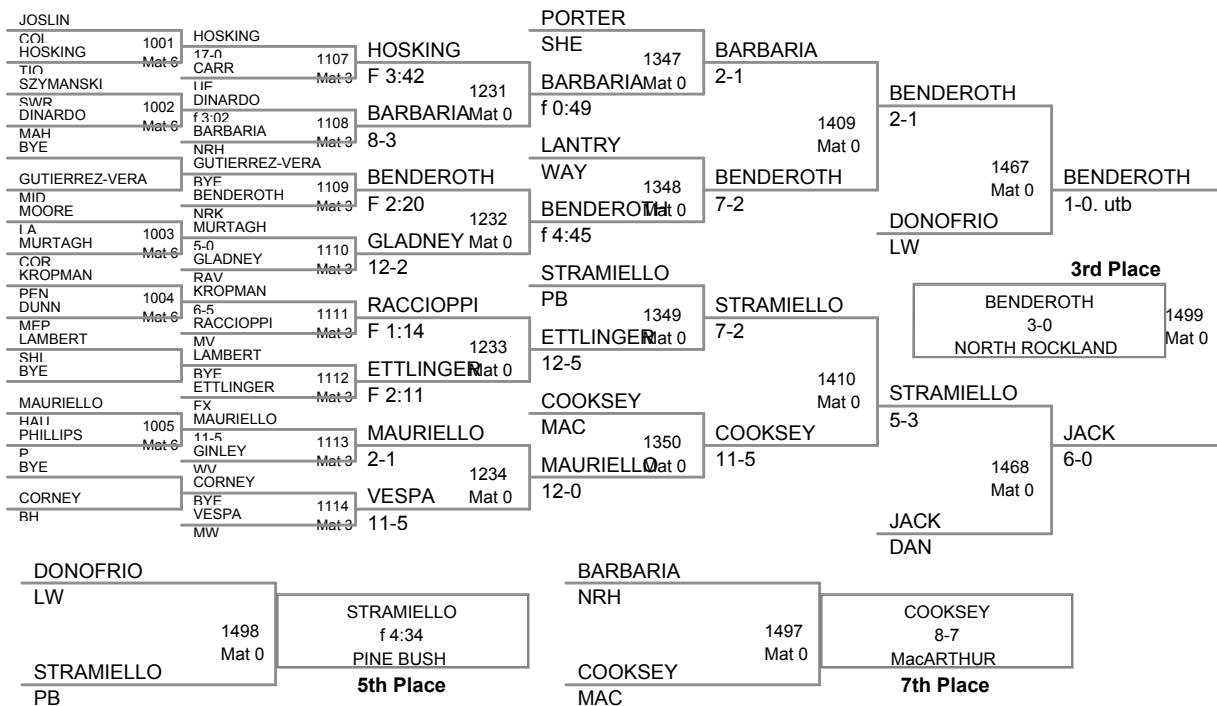 JOSLIN
COL
HOSKING
TIO
1001
Mat 6
SZYMANSKI
SWR
DINARDO
MAH
1002
Mat 6
BYE
GUTIERREZ-VERA
MID
MOORE
LA
MURTAGH
COR
1003
Mat 6
KROPMAN
PEN
DUNN
MEP
1004
Mat 6
LAMBERT
SHL
BYE
MAURIELLO
HAU
PHILLIPS
P
1005
Mat 6
BYE
CORNEY
BH
HOSKING
17-0
CARR
1107
Mat 3
DINARDO
f 3:02
BARBARIA
NRH
1108
Mat 3
GUTIERREZ-VERA
BYE
BENDEROTH
NRK
1109
Mat 3
MURTAGH
5-0
GLADNEY
RAV
1110
Mat 3
KROPMAN
6-5
RACCIOPPI
MV
1111
Mat 3
LAMBERT
BYE
ETTLINGER
EX
1112
Mat 3
MAURIELLO
11-5
GINLEY
WV
1113
Mat 3
CORNEY
BYE
VESPA
MW
1114
Mat 3
HOSKING
F 3:42
1231
BARBARIA Mat 0
8-3
BENDEROTH
F 2:20
1232
GLADNEY Mat 0
12-2
RACCIOPPI
F 1:14
1233
ETTLINGER Mat 0
F 2:11
MAURIELLO
2-1
1234
VESPA Mat 0
11-5
PORTER
SHE
1347
BARBARIA Mat 0
f 0:49
LANTRY
WAY
1348
BENDEROTH Mat 0
f 4:45
STRAMIELLO
PB
1349
ETTLINGER Mat 0
12-5
COOKSEY
MAC
1350
MAURIELLO Mat 0
12-0
BARBARIA
2-1
1409
Mat 0
BENDEROTH
7-2
STRAMIELLO
7-2
1410
Mat 0
COOKSEY
11-5
BENDEROTH
2-1
1467
Mat 0
DONOFRIO
LW
BENDEROTH
1-0. utb
3rd Place
BENDEROTH
3-0
NORTH ROCKLAND
1499
Mat 0
STRAMIELLO
5-3
1468
Mat 0
JACK
DAN
JACK
6-0
DONOFRIO
LW
1498
Mat 0
STRAMIELLO
PB
STRAMIELLO
f 4:34
PINE BUSH
5th Place
BARBARIA
NRH
1497
Mat 0
COOKSEY
MAC
COOKSEY
8-7
MacARTHUR
7th Place